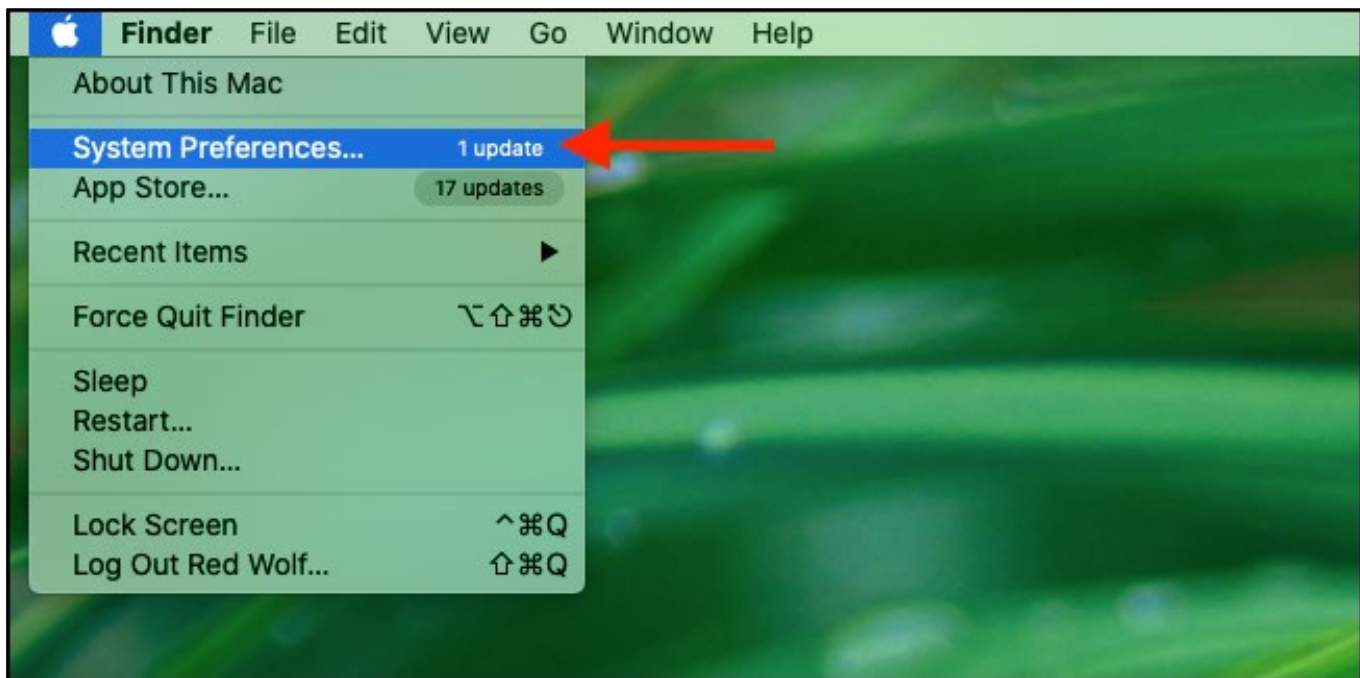 Finder File Edit View Go Window Help
About This Mac
System Preferences... 1 update
App Store... 17 updates
Recent Items ▶
Force Quit Finder ⌥⇧⌘⎋
Sleep
Restart...
Shut Down...
Lock Screen ^⌘Q
Log Out Red Wolf... ⇧⌘Q